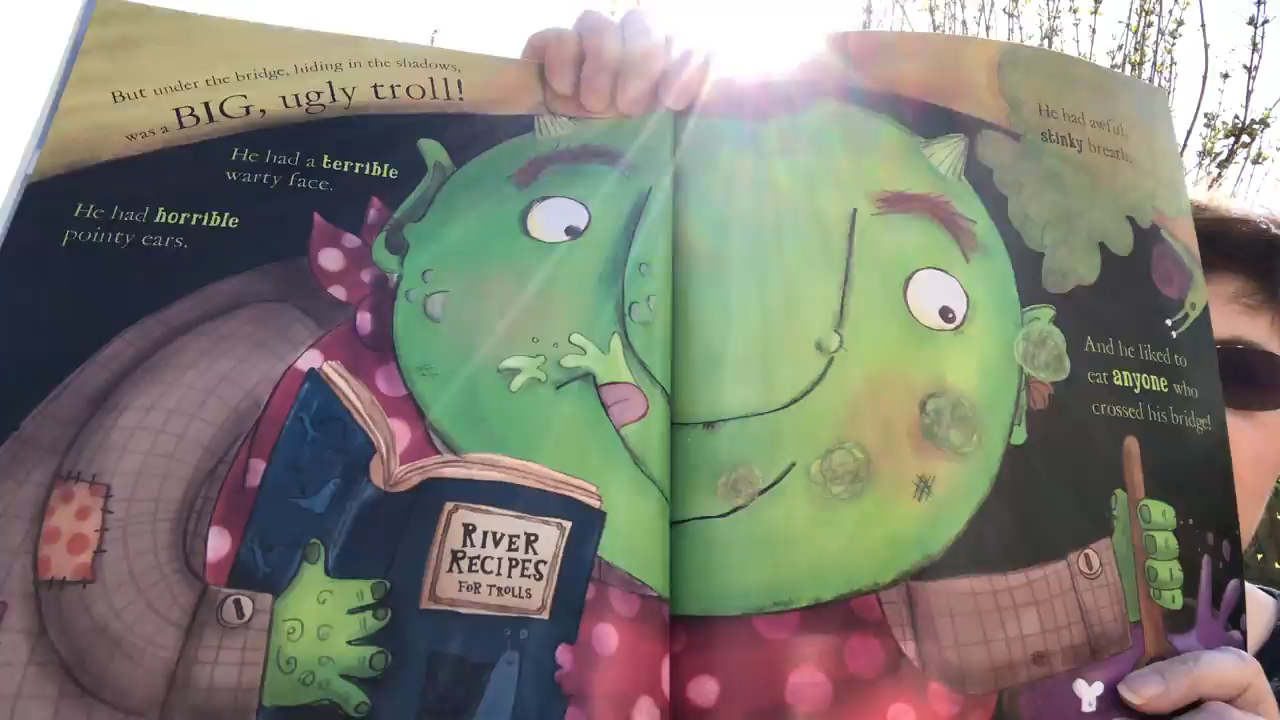 But under the bridge, hiding in the shadows,
was a BIG, ugly troll!
He had a terrible
warty face.
He had horrible
pointy ears.
RIVER
RECIPES
FOR TROLLS
He had awful,
stinky breath.
And he liked to
eat anyone who
crossed his bridge!